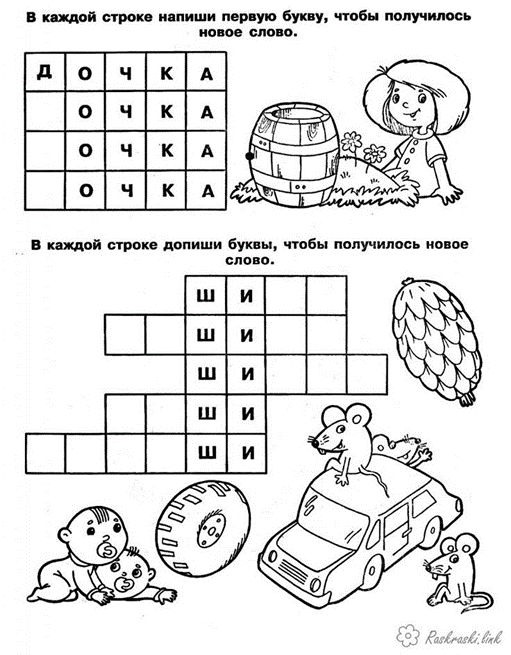 В каждой строке напиши первую букву, чтобы получилось
новое слово.
Д О Ч К А
О Ч К А
О Ч К А
О Ч К А
В каждой строке допиши буквы, чтобы получилось новое
слово.
Ш И
Ш И
Ш И
Ш И
Ш И
Raskraski.link